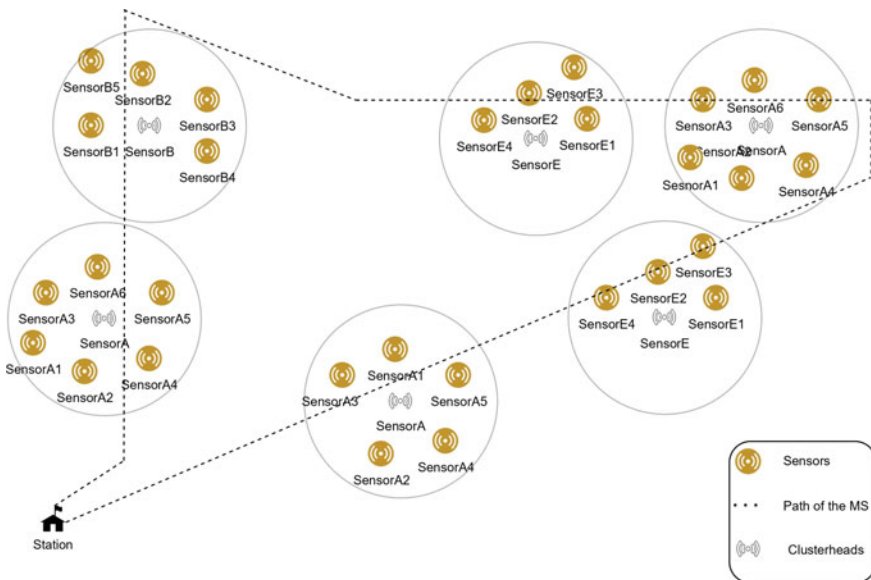 SensorB5
SensorB2
SensorB3
SensorB1
SensorB
SensorB4
SensorE3
SensorE2
SensorE4
SensorE1
SensorE
SensorA6
SensorA3
SensorA5
SensorA2
SensorA
SesnorA1
SensorA4
SensorA6
SensorA3
SensorA5
SensorA
SensorA1
SensorA4
SensorA2
SensorE3
SensorE2
SensorE4
SensorE1
SensorE
SensorA1
SensorA3
SensorA5
SensorA
SensorA4
SensorA2
Station
Sensors
Path of the MS
Clusterheads